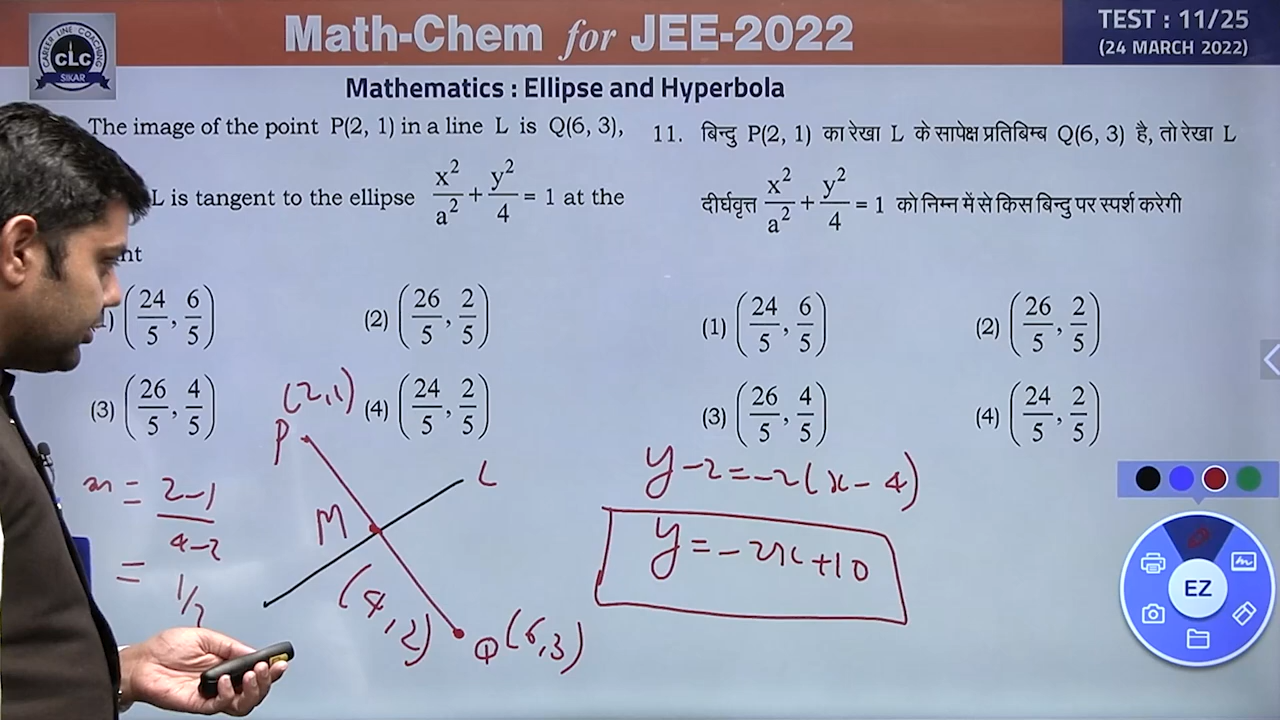 CAREER LINE COACHING
CLC
SIKAR
Math-Chem for JEE-2022
TEST : 11/25
(24 MARCH 2022)
Mathematics : Ellipse and Hyperbola
The image of the point P(2, 1) in a line L is Q(6, 3),
L is tangent to the ellipse x²/a² + y²/4 = 1 at the
nt
1) (24/5, 6/5)
(2) (26/5, 2/5)
(3) (26/5, 4/5)
(4) (24/5, 2/5)
11. बिन्दु P(2, 1) का रेखा L के सापेक्ष प्रतिबिम्ब Q(6, 3) है, तो रेखा L
दीर्घवृत्त x²/a² + y²/4 = 1 को निम्न में से किस बिन्दु पर स्पर्श करेगी
(1) (24/5, 6/5)
(2) (26/5, 2/5)
(3) (26/5, 4/5)
(4) (24/5, 2/5)
m = 2-1/4-2
= 1/2
(2,1)
P
L
M
(4,2)
Q(6,3)
y-2=-2(x-4)
y=-2x+10
EZ